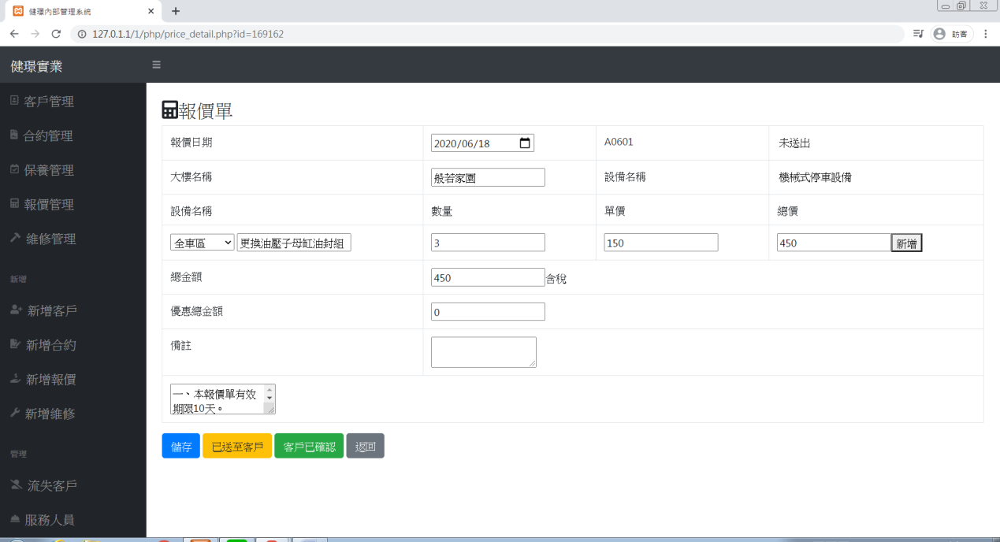 健璟內部管理系統
127.0.1.1/1/php/price_detail.php?id=169162
訪客
健璟實業
客戶管理
合約管理
保養管理
報價管理
維修管理
新增
新增客戶
新增合約
新增報價
新增維修
管理
流失客戶
服務人員
報價單
報價日期 2020/06/18 A0601 未送出
大樓名稱 般若家園 設備名稱 機械式停車設備
設備名稱 數量 單價 總價
全車區 更換油壓子母缸油封組 3 150 450 新增
總金額 450 含稅
優惠總金額 0
備註
一、本報價單有效
期限10天。
儲存 已送至客戶 客戶已確認 返回